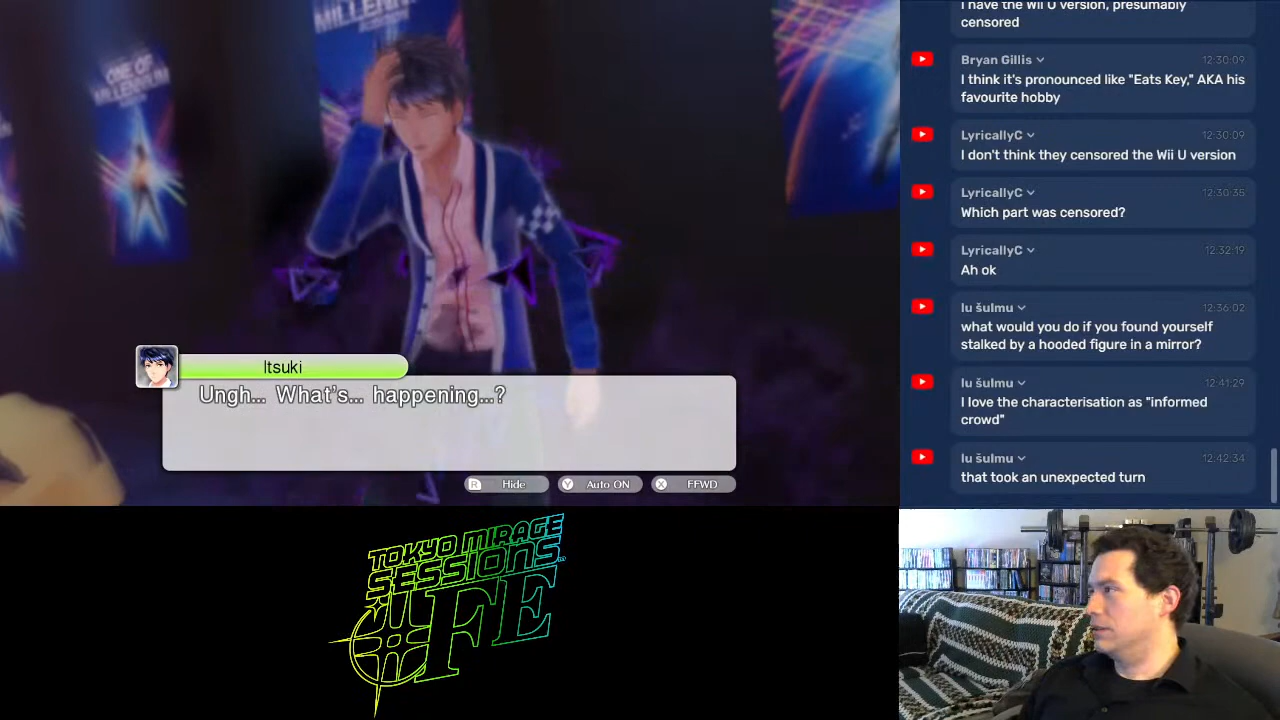 MILLENNIUM
ONE OF
MILLENNIUM
Itsuki
Ungh... What's... happening...?
R Hide
Y Auto ON
X FFWD
TOKYO MIRAGE
SESSIONS
#FE
I have the Wii U version, presumably
censored
Bryan Gillis 12:30:09
I think it's pronounced like "Eats Key," AKA his
favourite hobby
LyricallyC 12:30:09
I don't think they censored the Wii U version
LyricallyC 12:30:35
Which part was censored?
LyricallyC 12:32:19
Ah ok
lu šulmu 12:36:02
what would you do if you found yourself
stalked by a hooded figure in a mirror?
lu šulmu 12:41:29
I love the characterisation as "informed
crowd"
lu šulmu 12:42:34
that took an unexpected turn